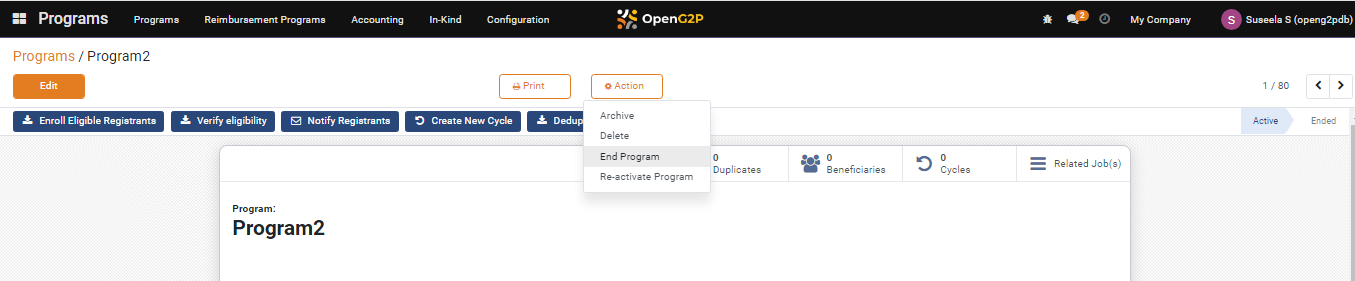 Programs Programs Reimbursement Programs Accounting In-Kind Configuration OpenG2P 2 My Company S Suseela S (openg2pdb)
Programs / Program2
Edit Print Action 1 / 80
Enroll Eligible Registrants Verify eligibility Notify Registrants Create New Cycle Dedup Active Ended
Archive
Delete
End Program
Re-activate Program
0 Duplicates
0 Beneficiaries
0 Cycles
Related Job(s)
Program:
Program2